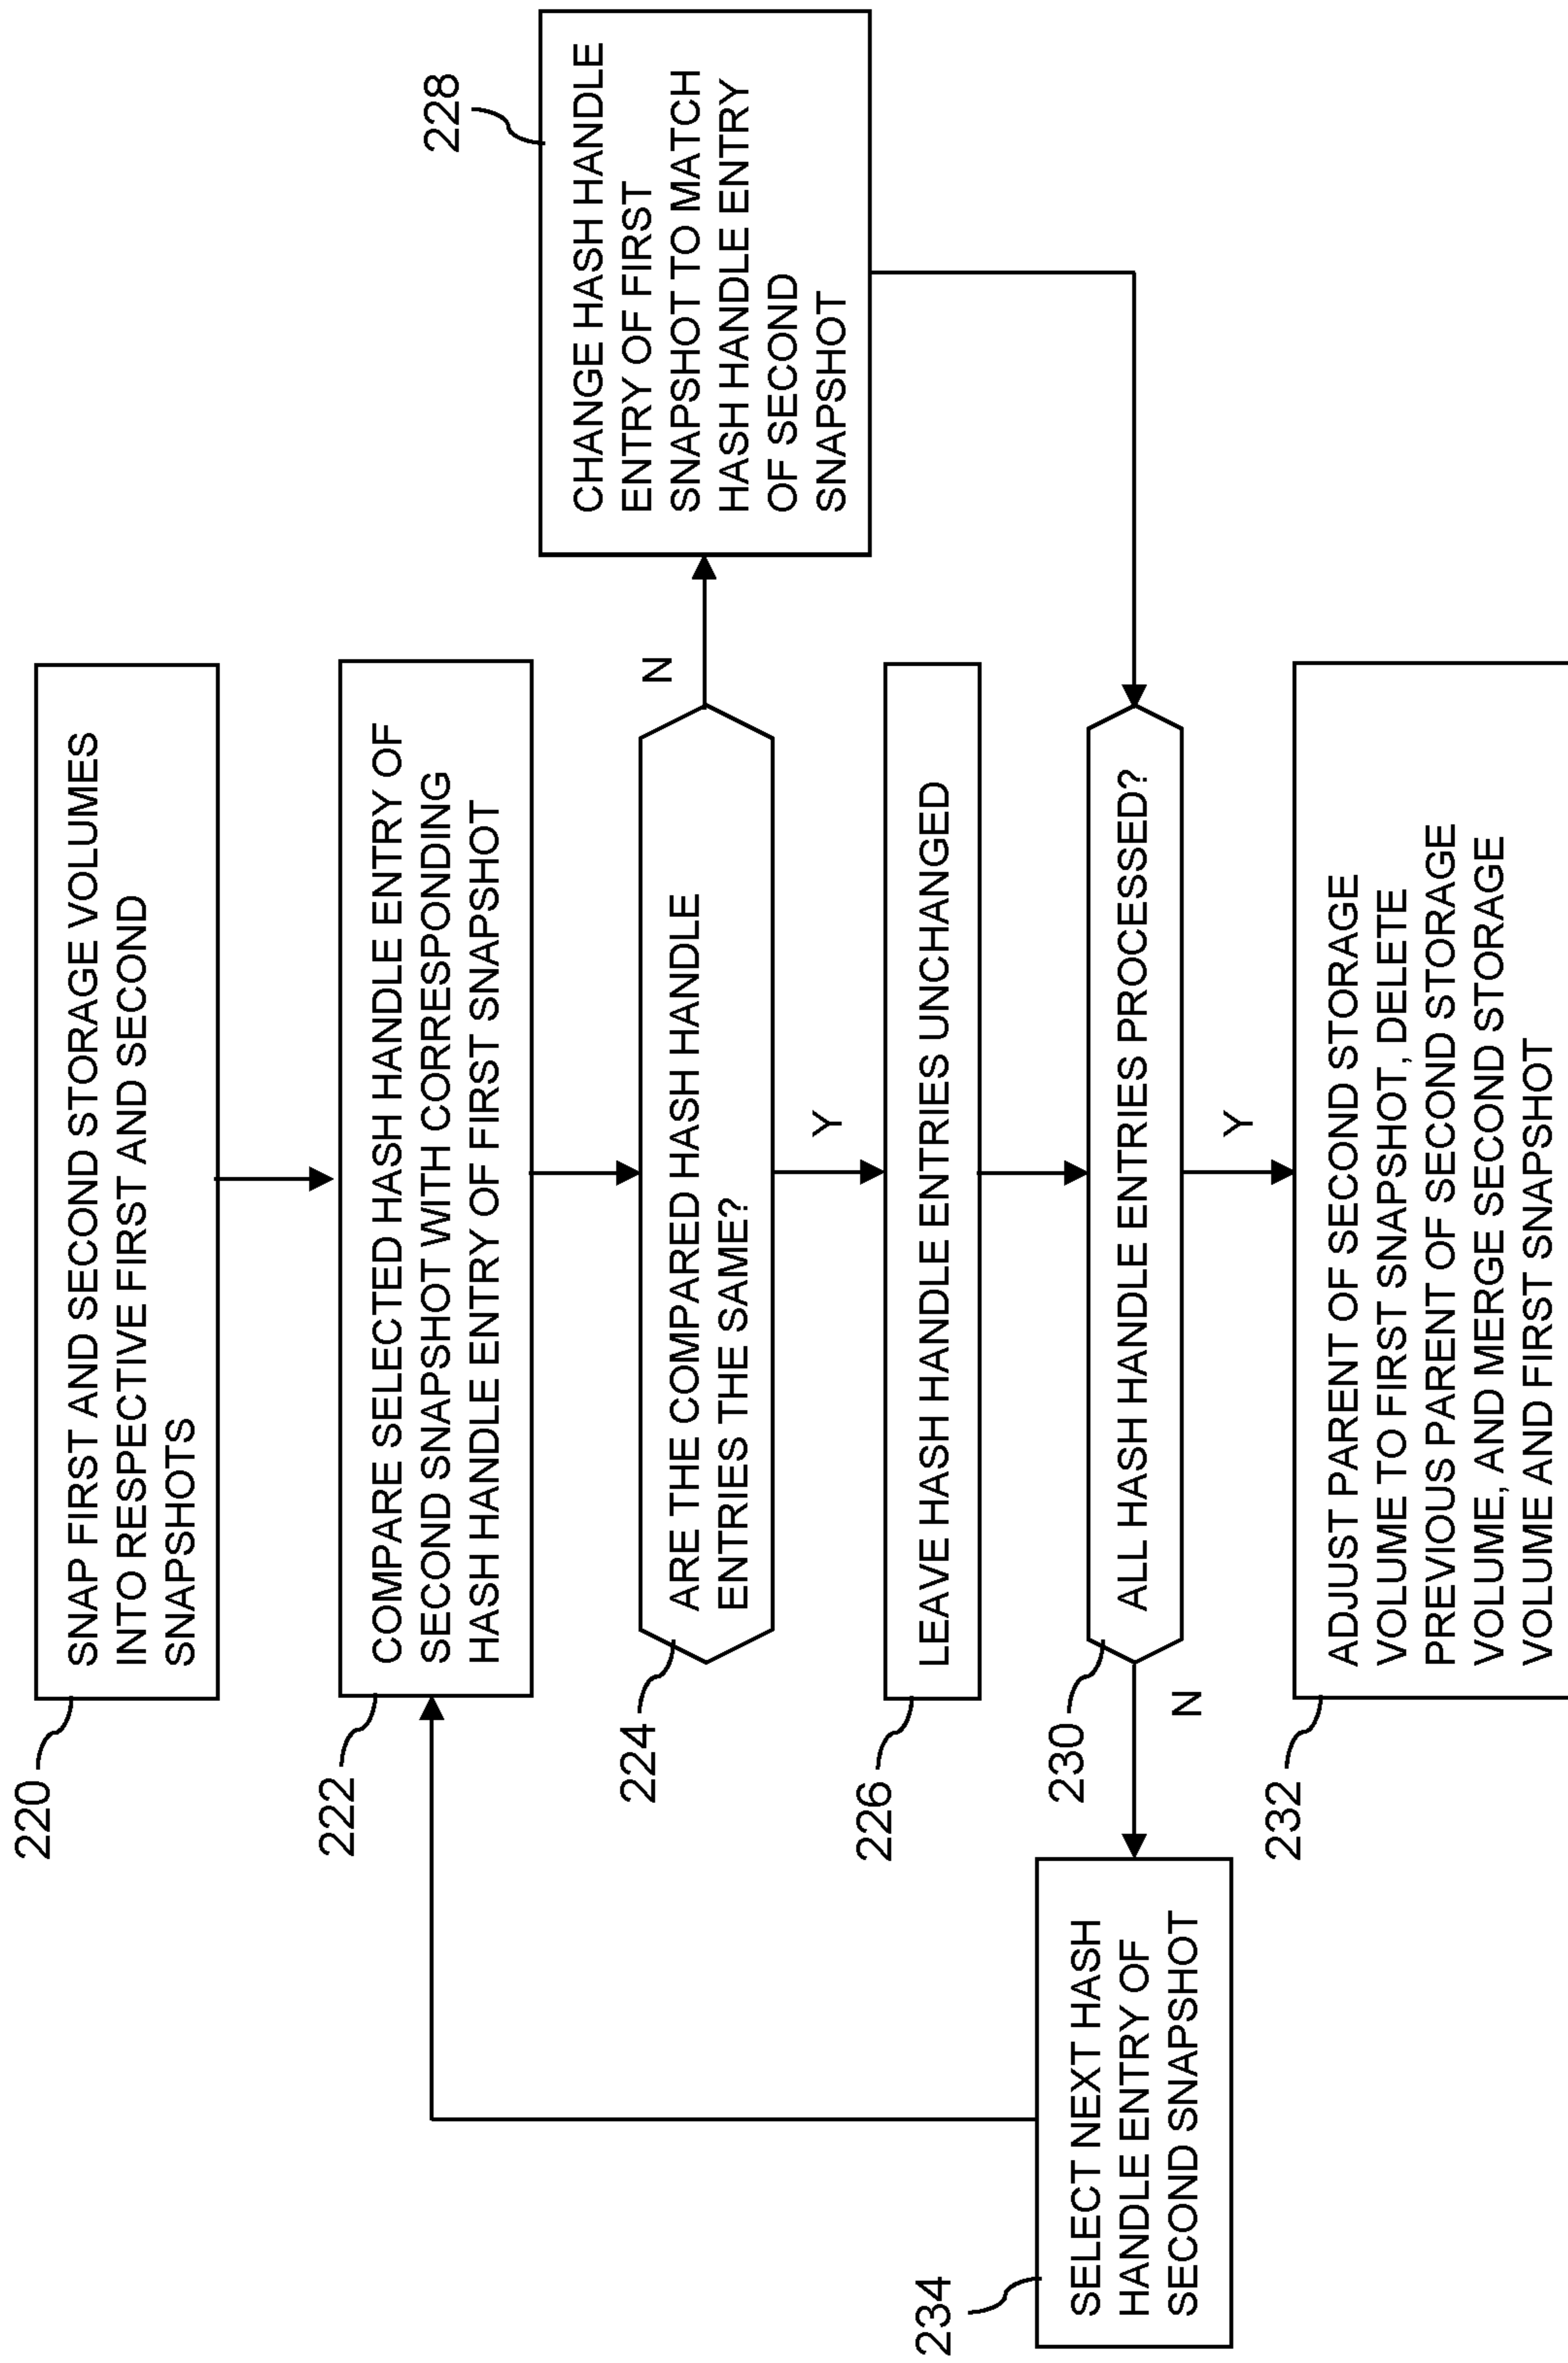 220
SNAP FIRST AND SECOND STORAGE VOLUMES
INTO RESPECTIVE FIRST AND SECOND
SNAPSHOTS
222
COMPARE SELECTED HASH HANDLE ENTRY OF
SECOND SNAPSHOT WITH CORRESPONDING
HASH HANDLE ENTRY OF FIRST SNAPSHOT
224
ARE THE COMPARED HASH HANDLE
ENTRIES THE SAME?
N
228
CHANGE HASH HANDLE
ENTRY OF FIRST
SNAPSHOT TO MATCH
HASH HANDLE ENTRY
OF SECOND
SNAPSHOT
Y
226
LEAVE HASH HANDLE ENTRIES UNCHANGED
230
ALL HASH HANDLE ENTRIES PROCESSED?
N
234
SELECT NEXT HASH
HANDLE ENTRY OF
SECOND SNAPSHOT
Y
232
ADJUST PARENT OF SECOND STORAGE
VOLUME TO FIRST SNAPSHOT, DELETE
PREVIOUS PARENT OF SECOND STORAGE
VOLUME, AND MERGE SECOND STORAGE
VOLUME AND FIRST SNAPSHOT